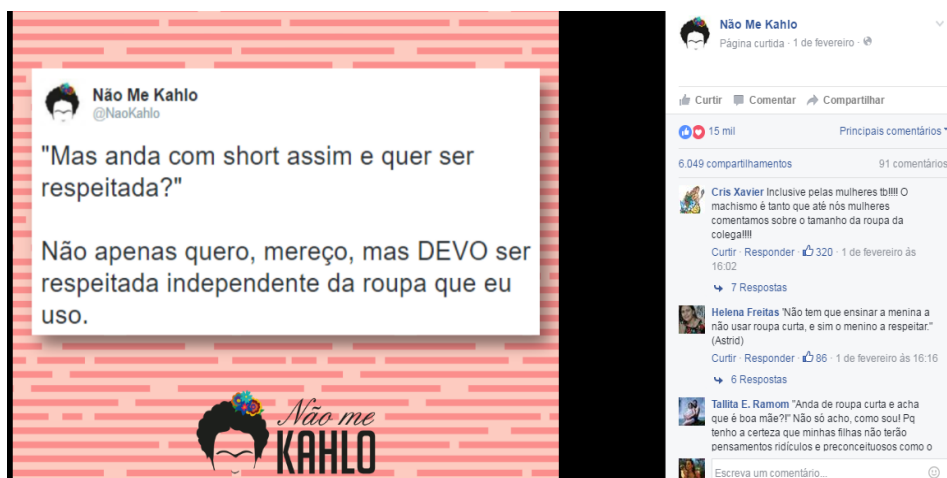 Não Me Kahlo
@NaoKahlo
"Mas anda com short assim e quer ser
respeitada?"
Não apenas quero, mereço, mas DEVO ser
respeitada independente da roupa que eu
uso.
Não me
KAHLO
Não Me Kahlo
Página curtida · 1 de fevereiro ·
Curtir Comentar Compartilhar
15 mil Principais comentários
6.049 compartilhamentos 91 comentários
Cris Xavier Inclusive pelas mulheres tb!!!! O
machismo é tanto que até nós mulheres
comentamos sobre o tamanho da roupa da
colega!!!!
Curtir · Responder · 320 · 1 de fevereiro às
16:02
7 Respostas
Helena Freitas 'Não tem que ensinar a menina a
não usar roupa curta, e sim o menino a respeitar."
(Astrid)
Curtir · Responder · 86 · 1 de fevereiro às 16:16
6 Respostas
Tallita E. Ramom "Anda de roupa curta e acha
que é boa mãe?!" Não só acho, como sou! Pq
tenho a certeza que minhas filhas não terão
pensamentos ridículos e preconceituosos como o
Escreva um comentário...